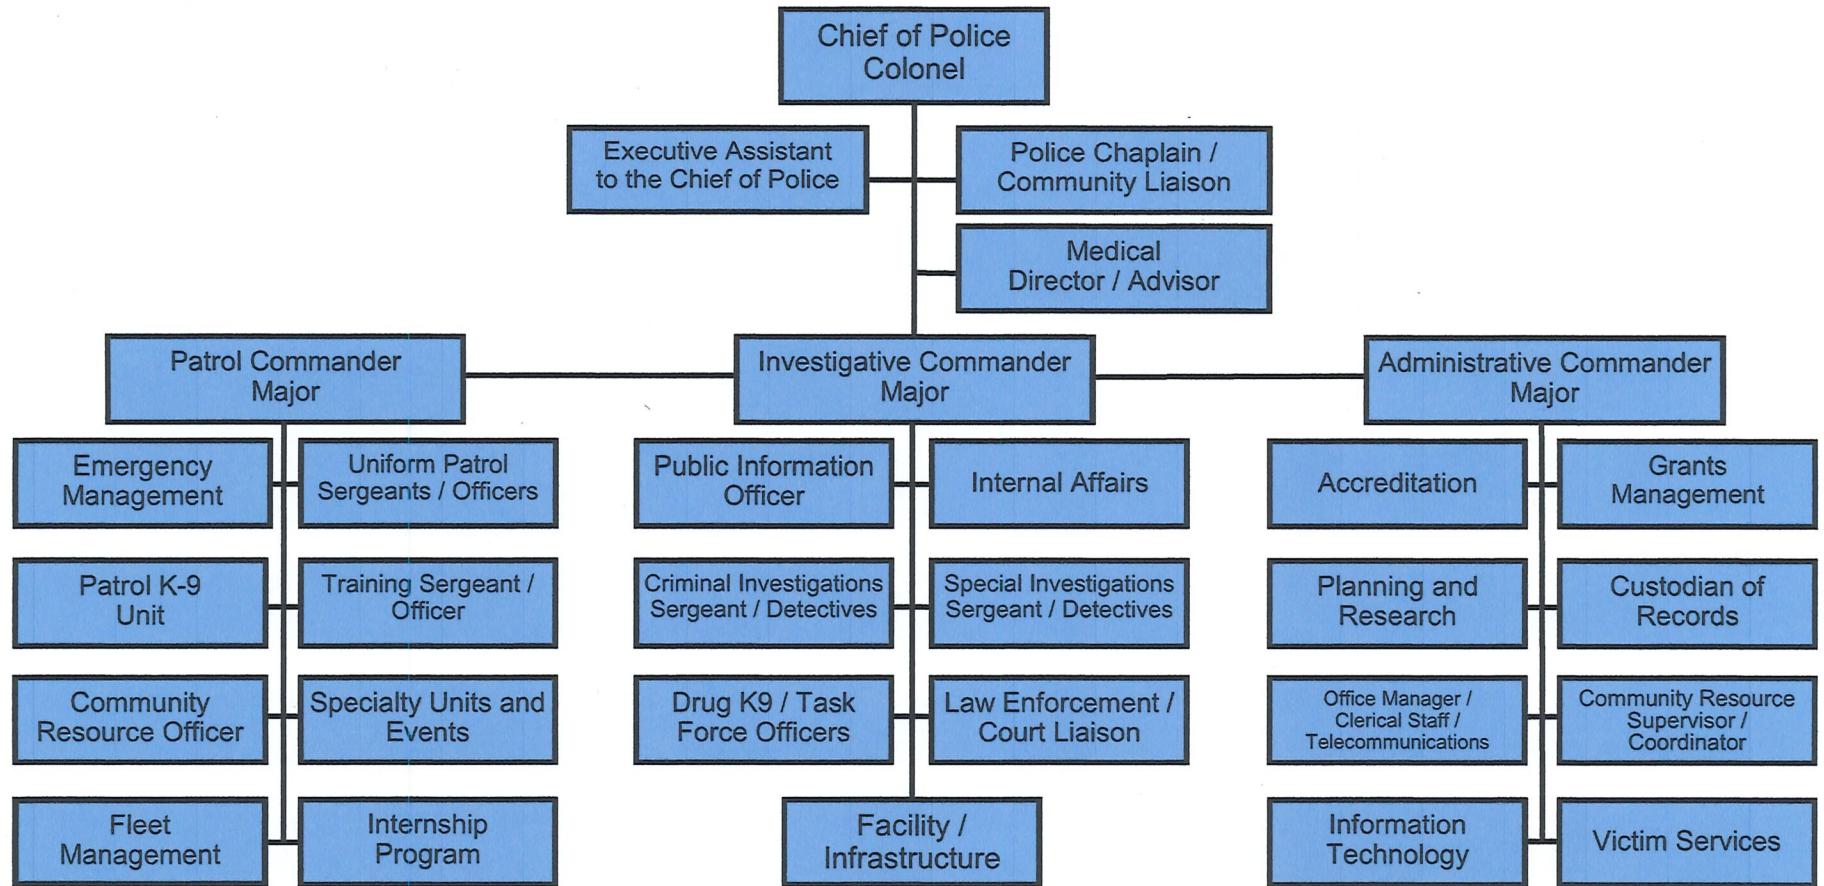 Chief of Police
Colonel
Executive Assistant
to the Chief of Police
Police Chaplain /
Community Liaison
Medical
Director / Advisor
Patrol Commander
Major
Investigative Commander
Major
Administrative Commander
Major
Emergency
Management
Uniform Patrol
Sergeants / Officers
Public Information
Officer
Internal Affairs
Accreditation
Grants
Management
Patrol K-9
Unit
Training Sergeant /
Officer
Criminal Investigations
Sergeant / Detectives
Special Investigations
Sergeant / Detectives
Planning and
Research
Custodian of
Records
Community
Resource Officer
Specialty Units and
Events
Drug K9 / Task
Force Officers
Law Enforcement /
Court Liaison
Office Manager /
Clerical Staff /
Telecommunications
Community Resource
Supervisor /
Coordinator
Fleet
Management
Internship
Program
Facility /
Infrastructure
Information
Technology
Victim Services